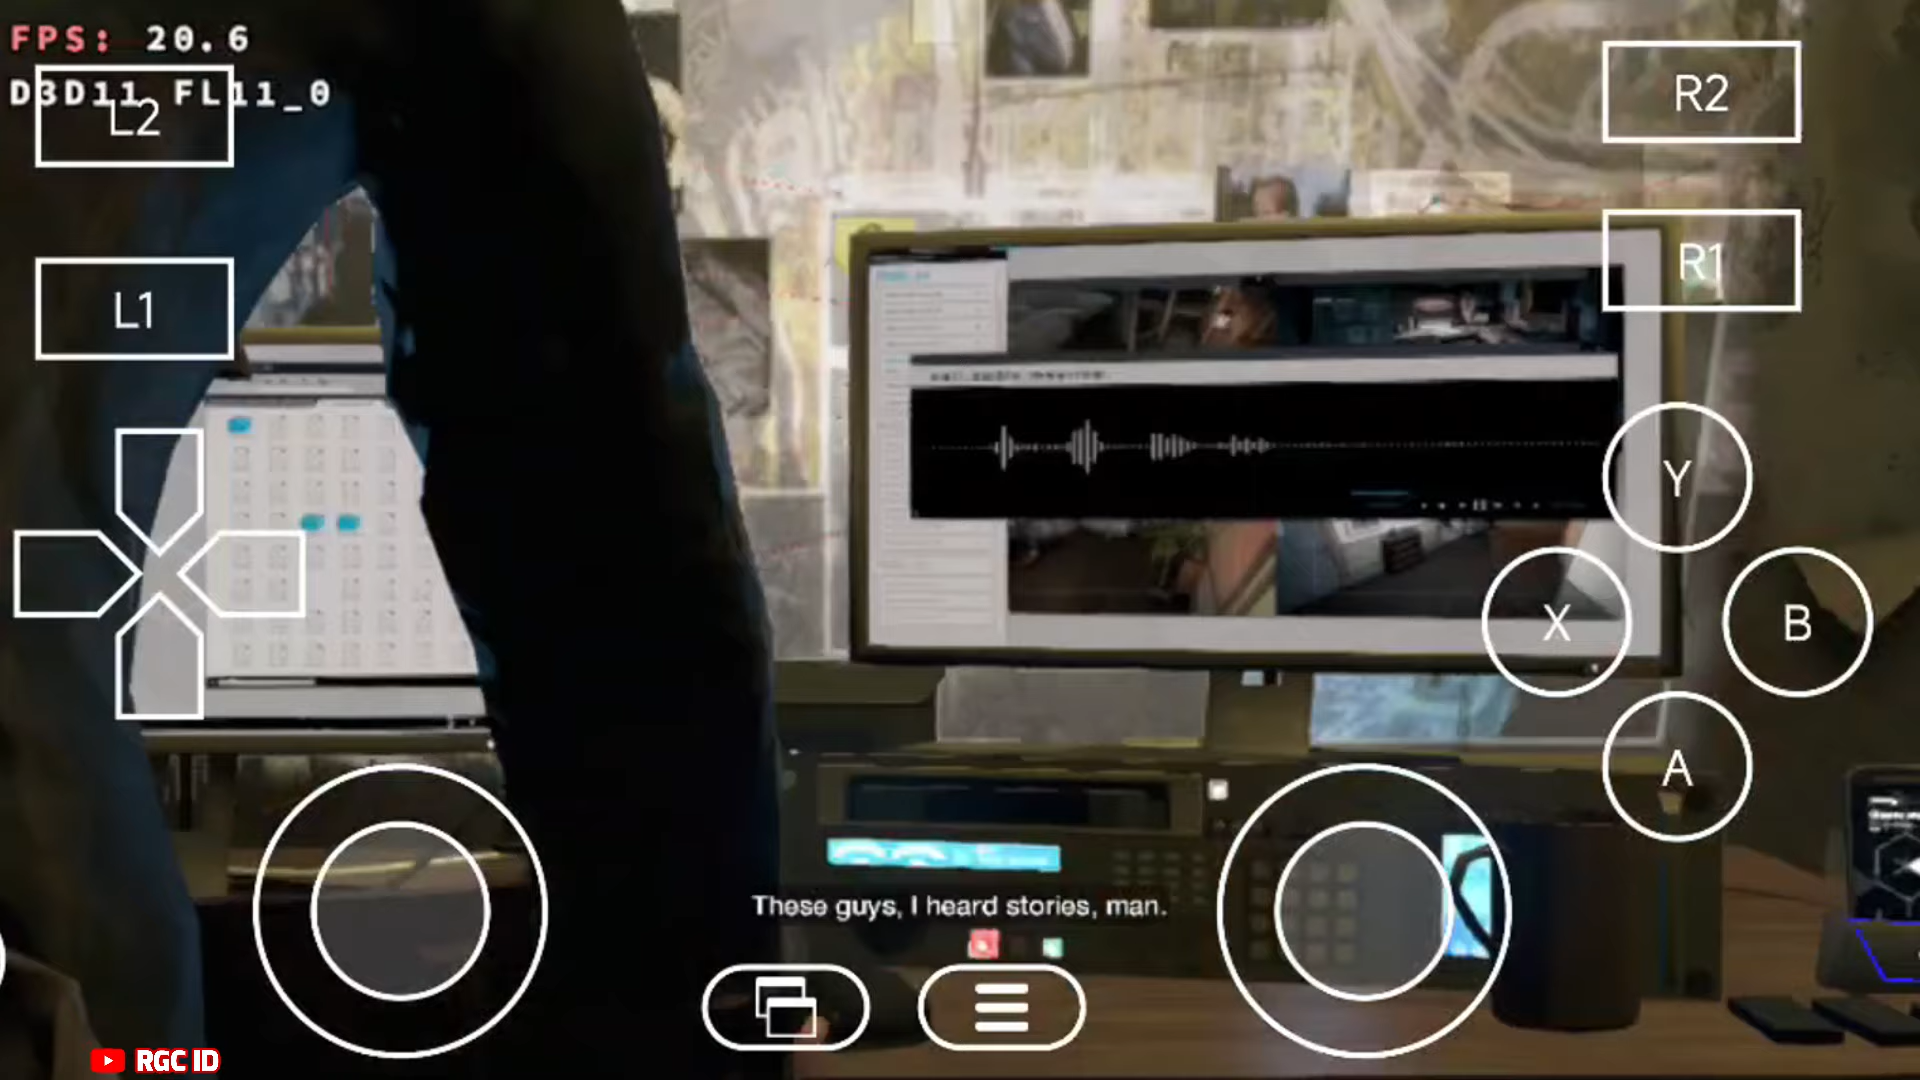 FPS: 20.6
D3D11 FL11_0
L2
R2
L1
R1
Y
X
B
A
These guys, I heard stories, man.
RGC ID